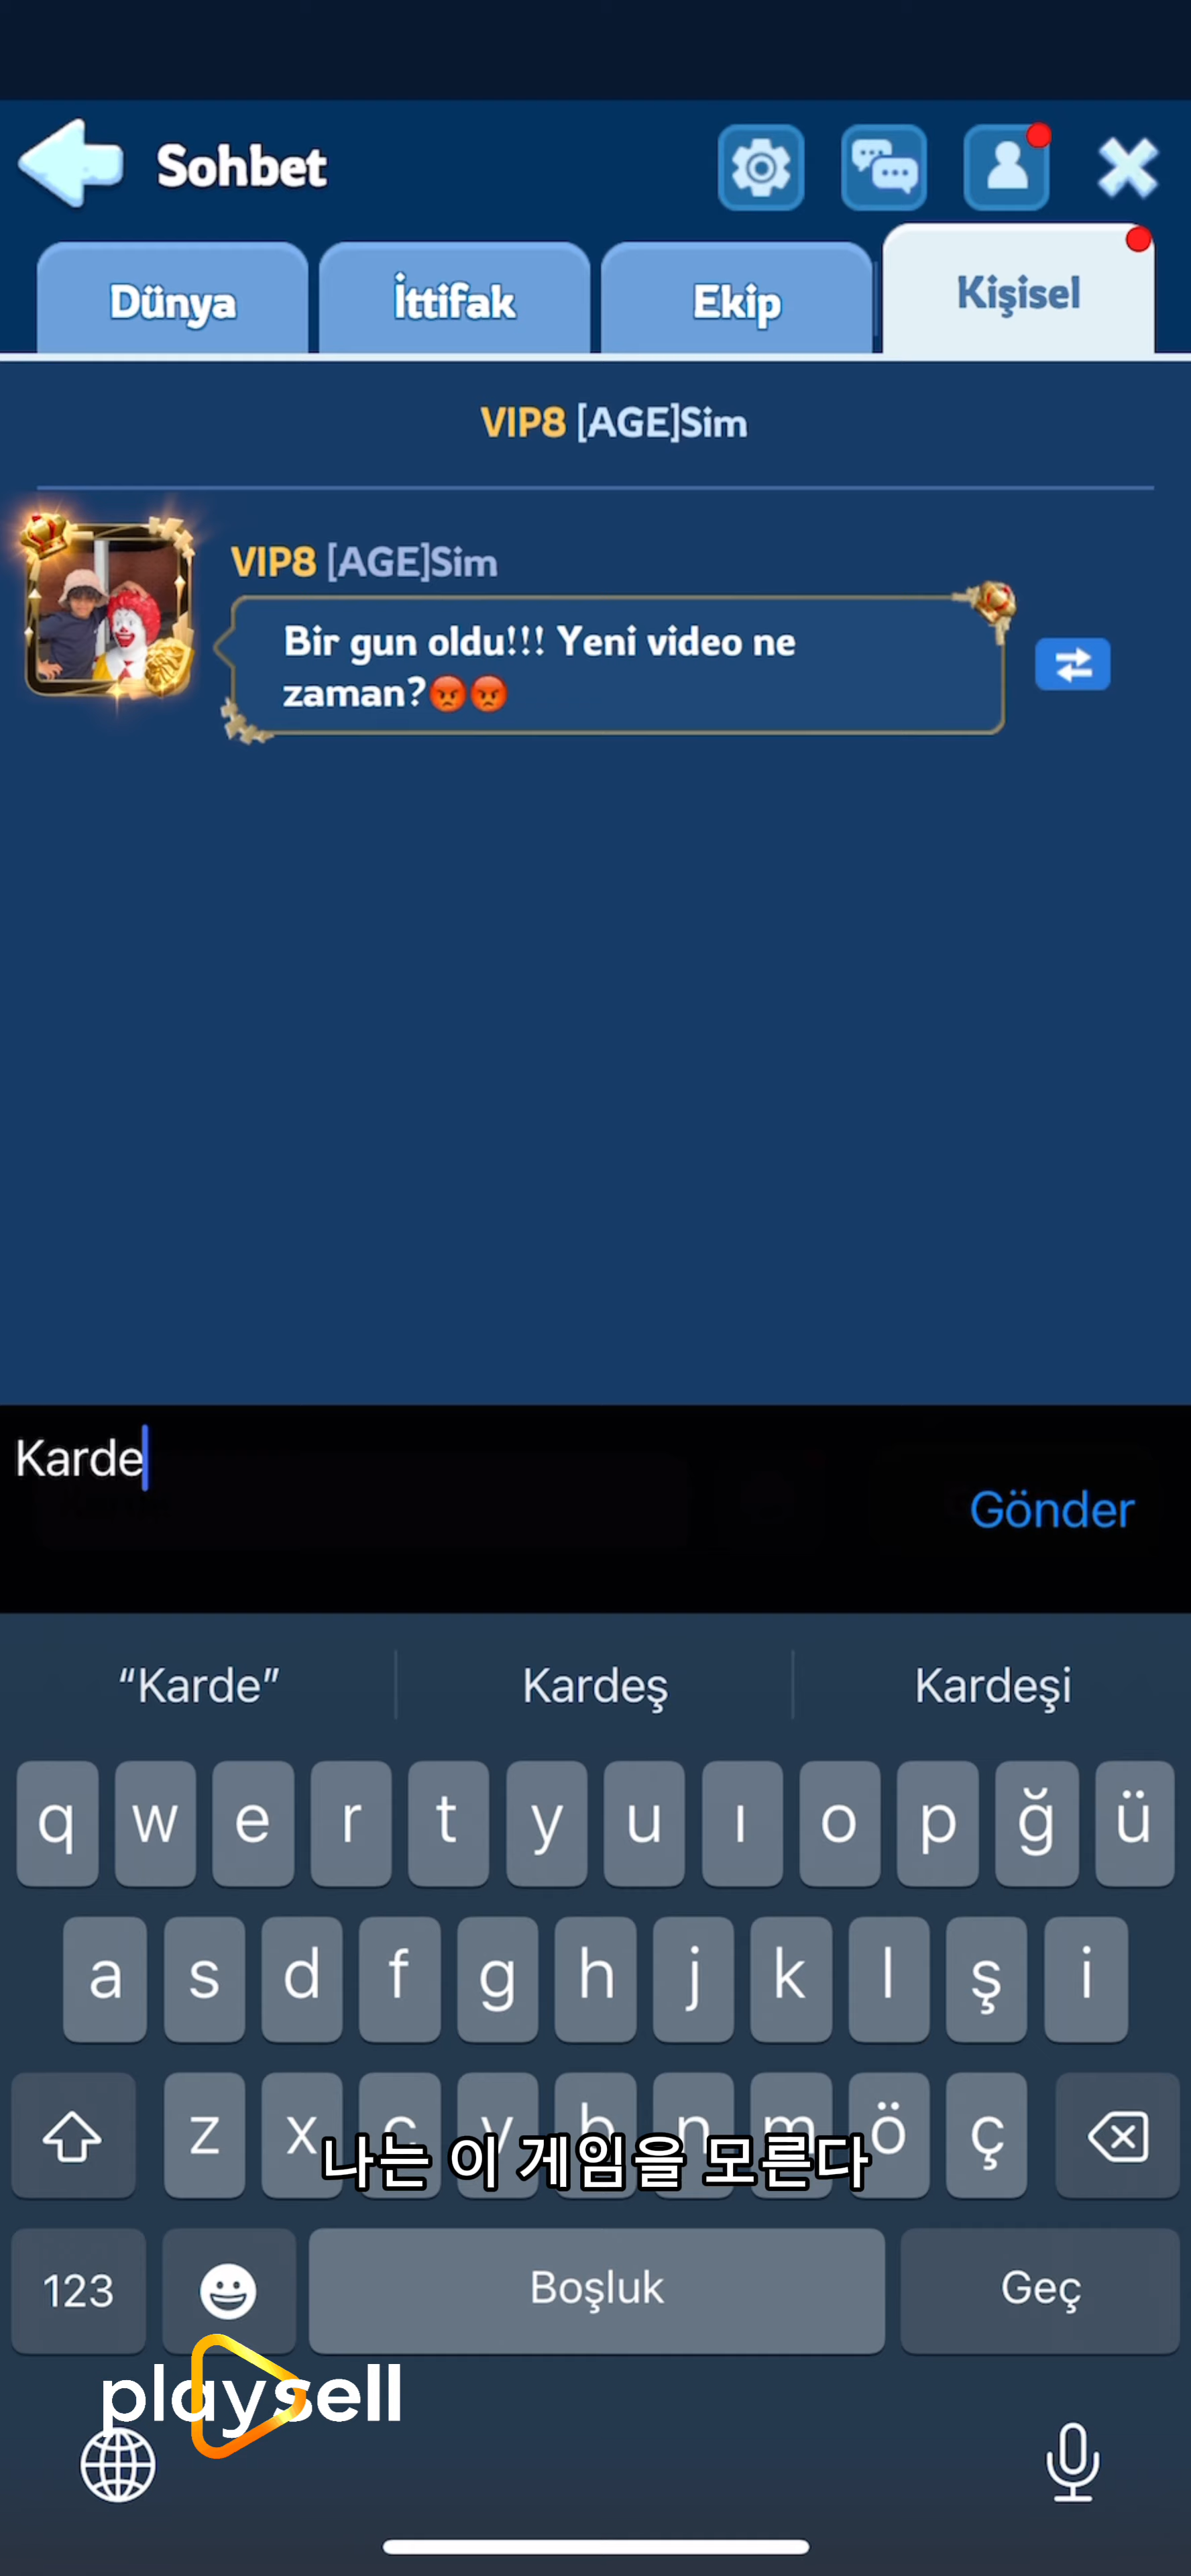 Sohbet
Dünya
İttifak
Ekip
Kişisel
VIP8 [AGE]Sim
VIP8 [AGE]Sim
Bir gun oldu!!! Yeni video ne
zaman?😡😡
Karde
Gönder
“Karde”
Kardeş
Kardeşi
q w e r t y u ı o p ğ ü
a s d f g h j k l ş i
z x c v b n m ö ç
나는 이 게임을 모른다
123
Boşluk
Geç
playsell